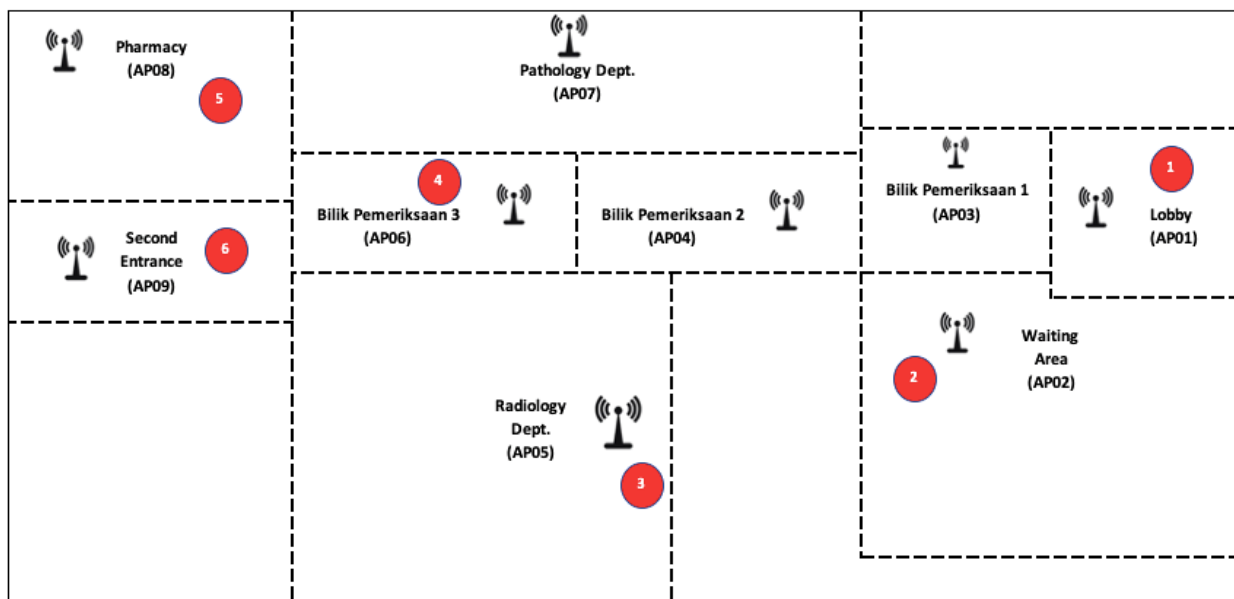 Pharmacy
(AP08)
5
Pathology Dept.
(AP07)
4
Bilik Pemeriksaan 3
(AP06)
Bilik Pemeriksaan 2
(AP04)
Bilik Pemeriksaan 1
(AP03)
1
Lobby
(AP01)
Second
Entrance
(AP09)
6
Waiting
Area
(AP02)
2
Radiology
Dept.
(AP05)
3